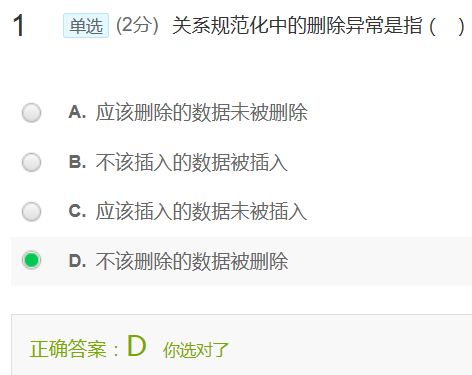 1 单选 (2分) 关系规范化中的删除异常是指 ( )
A. 应该删除的数据未被删除
B. 不该插入的数据被插入
C. 应该插入的数据未被插入
D. 不该删除的数据被删除
正确答案：D 你选对了